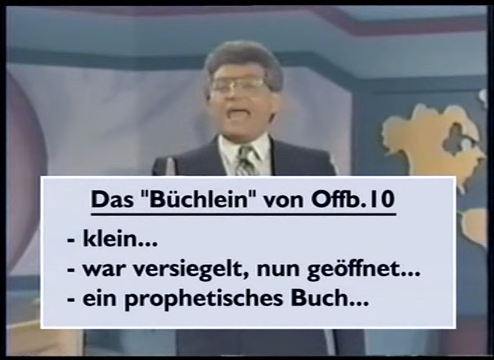 Das "Büchlein" von Offb.10
- klein...
- war versiegelt, nun geöffnet...
- ein prophetisches Buch...